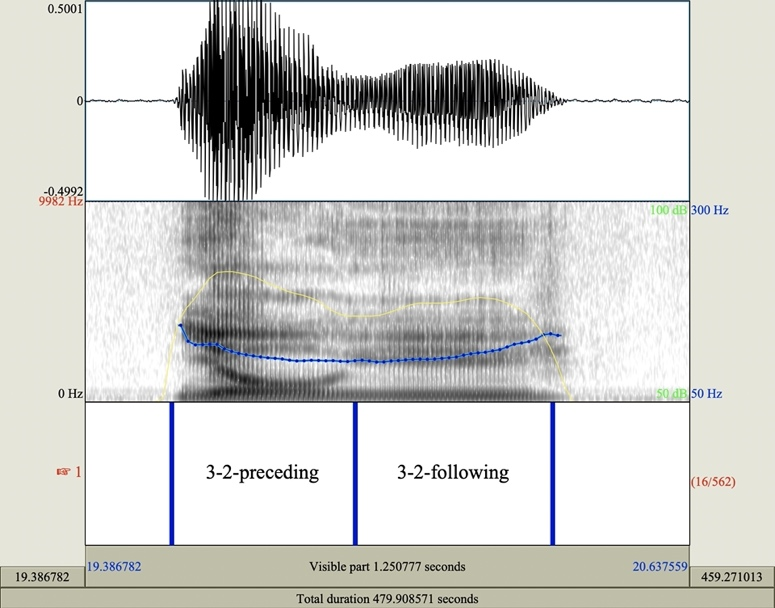 0.5001
0
-0.4992
9982 Hz
100 dB 300 Hz
0 Hz
50 dB 50 Hz
☞ 1
3-2-preceding
3-2-following
(16/562)
19.386782
Visible part 1.250777 seconds
20.637559
19.386782
459.271013
Total duration 479.908571 seconds